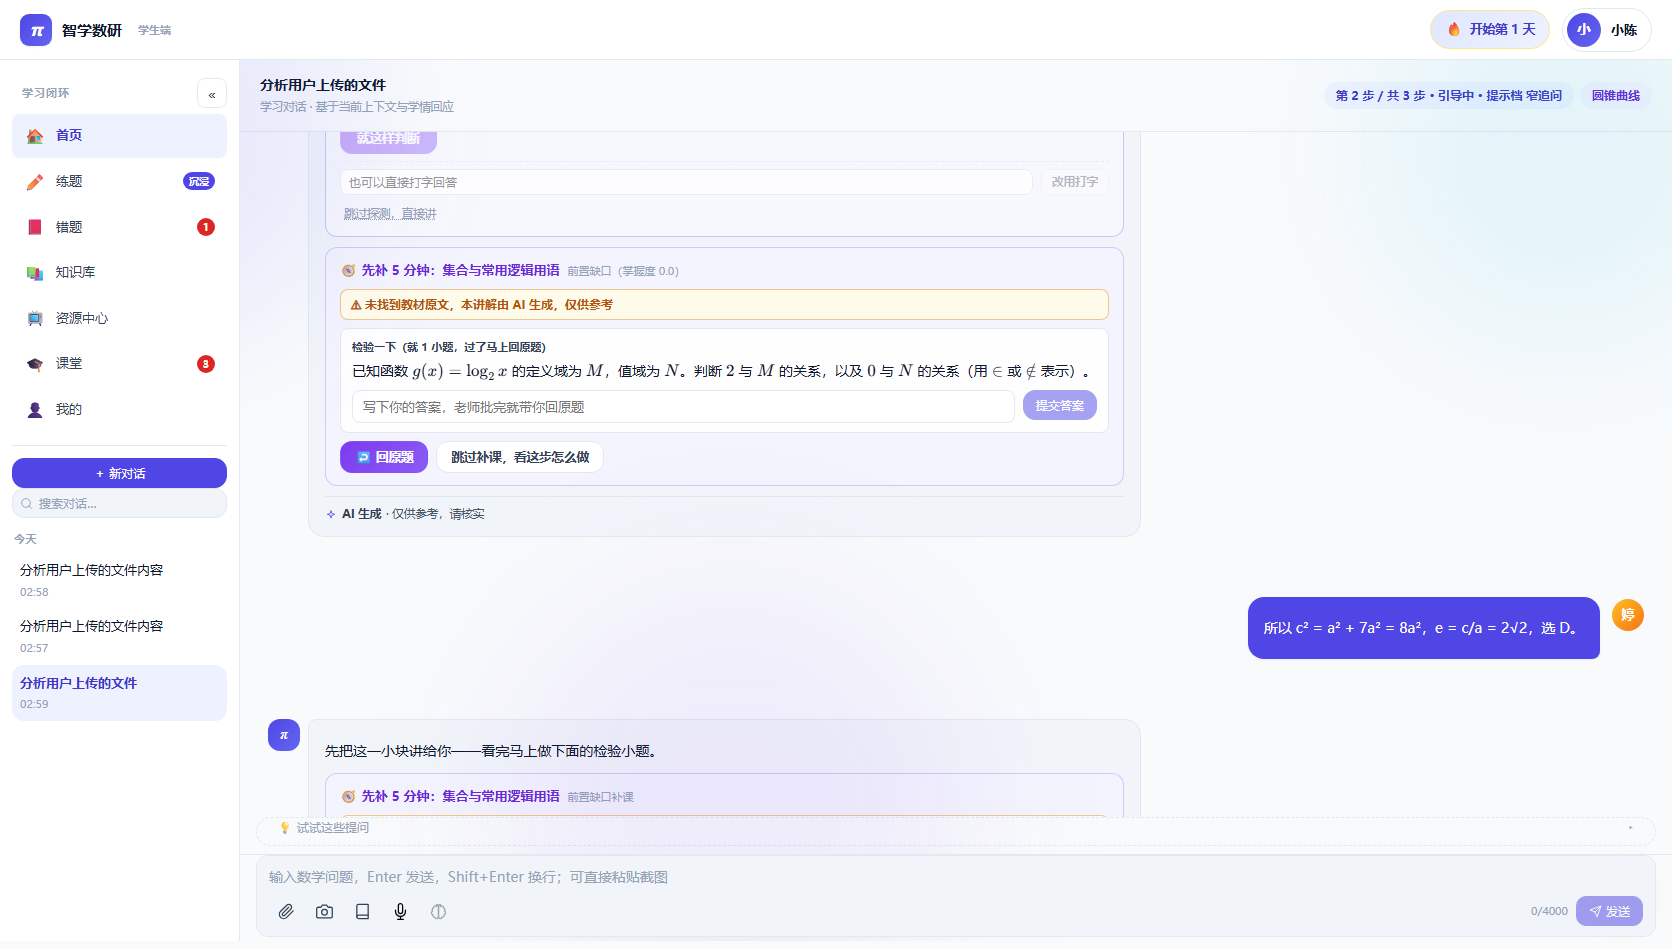 π 智学数研 学生端
🔥 开始第 1 天
小 小陈
学习闭环 «
首页
练题 沉浸
错题 1
知识库
资源中心
课堂 3
我的
+ 新对话
搜索对话...
今天
分析用户上传的文件内容
02:58
分析用户上传的文件内容
02:57
分析用户上传的文件
02:59
分析用户上传的文件
学习对话 · 基于当前上下文与学情回应
第 2 步 / 共 3 步 • 引导中 • 提示档 窄追问
圆锥曲线
就这样判断
也可以直接打字回答 改用打字
跳过探测，直接讲
先补 5 分钟：集合与常用逻辑用语 前置缺口（掌握度 0.0）
⚠ 未找到教材原文，本讲解由 AI 生成，仅供参考
检验一下（就 1 小题，过了马上回原题）
已知函数 g(x) = log₂ x 的定义域为 M，值域为 N。判断 2 与 M 的关系，以及 0 与 N 的关系（用 ∈ 或 ∉ 表示）。
写下你的答案，老师批完就带你回原题 提交答案
回原题 跳过补课，看这步怎么做
AI 生成 · 仅供参考，请核实
所以 c² = a² + 7a² = 8a²，e = c/a = 2√2，选 D。
婷
π
先把这一小块讲给你——看完马上做下面的检验小题。
先补 5 分钟：集合与常用逻辑用语 前置缺口补课
试试这些提问
输入数学问题，Enter 发送，Shift+Enter 换行；可直接粘贴截图
0/4000 发送